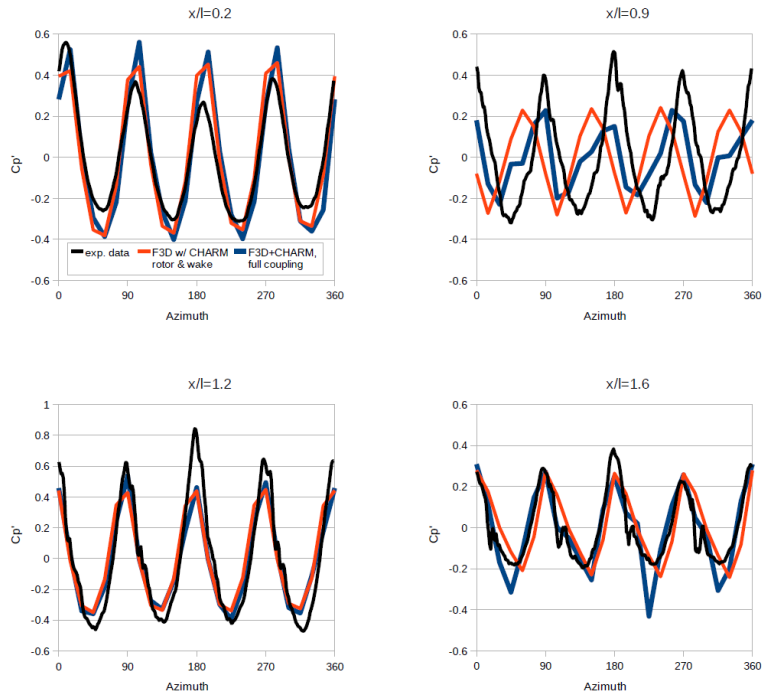 x/l=0.2
0.6
0.4
0.2
0
-0.2
-0.4
-0.6
Cp'
exp. data
F3D w/ CHARM
rotor & wake
F3D+CHARM,
full coupling
0 90 180 270 360
Azimuth
x/l=0.9
0.6
0.4
0.2
0
-0.2
-0.4
-0.6
Cp'
0 90 180 270 360
Azimuth
x/l=1.2
1
0.8
0.6
0.4
0.2
0
-0.2
-0.4
-0.6
Cp'
0 90 180 270 360
Azimuth
x/l=1.6
0.6
0.4
0.2
0
-0.2
-0.4
-0.6
Cp'
0 90 180 270 360
Azimuth